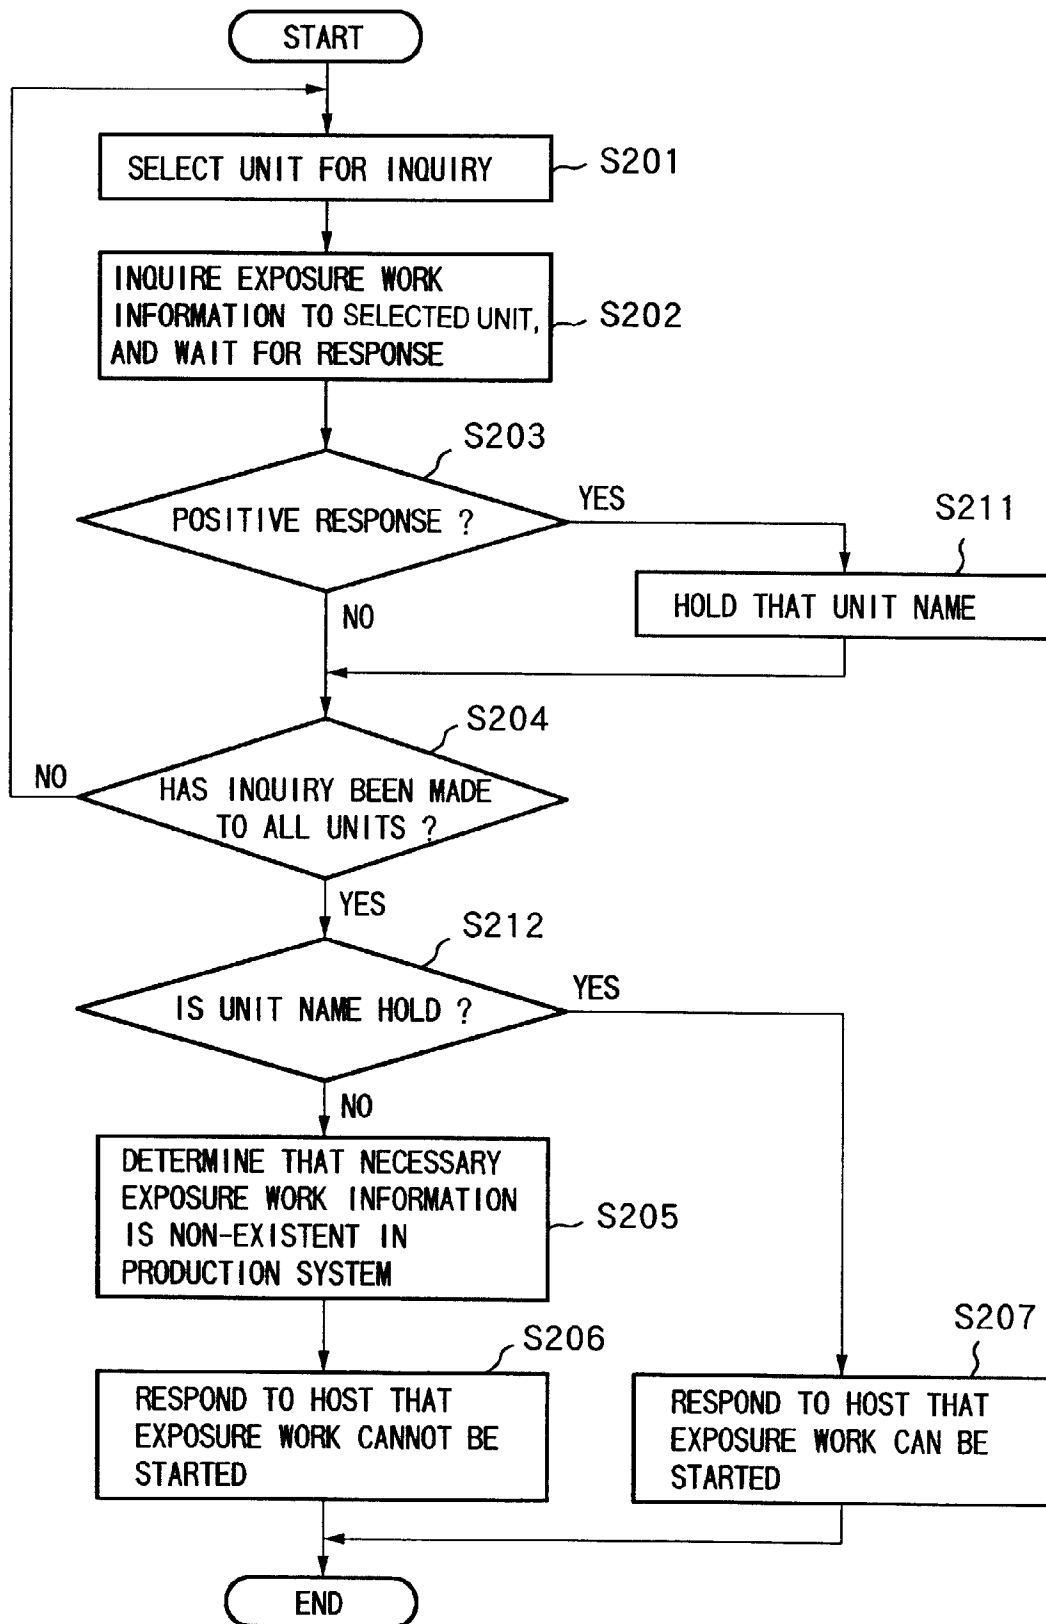 START
SELECT UNIT FOR INQUIRY
S201
INQUIRE EXPOSURE WORK
INFORMATION TO SELECTED UNIT,
AND WAIT FOR RESPONSE
S202
S203
POSITIVE RESPONSE ?
YES
S211
HOLD THAT UNIT NAME
NO
S204
NO
HAS INQUIRY BEEN MADE
TO ALL UNITS ?
YES
S212
IS UNIT NAME HOLD ?
YES
NO
DETERMINE THAT NECESSARY
EXPOSURE WORK INFORMATION
IS NON-EXISTENT IN
PRODUCTION SYSTEM
S205
S206
RESPOND TO HOST THAT
EXPOSURE WORK CANNOT BE
STARTED
S207
RESPOND TO HOST THAT
EXPOSURE WORK CAN BE
STARTED
END